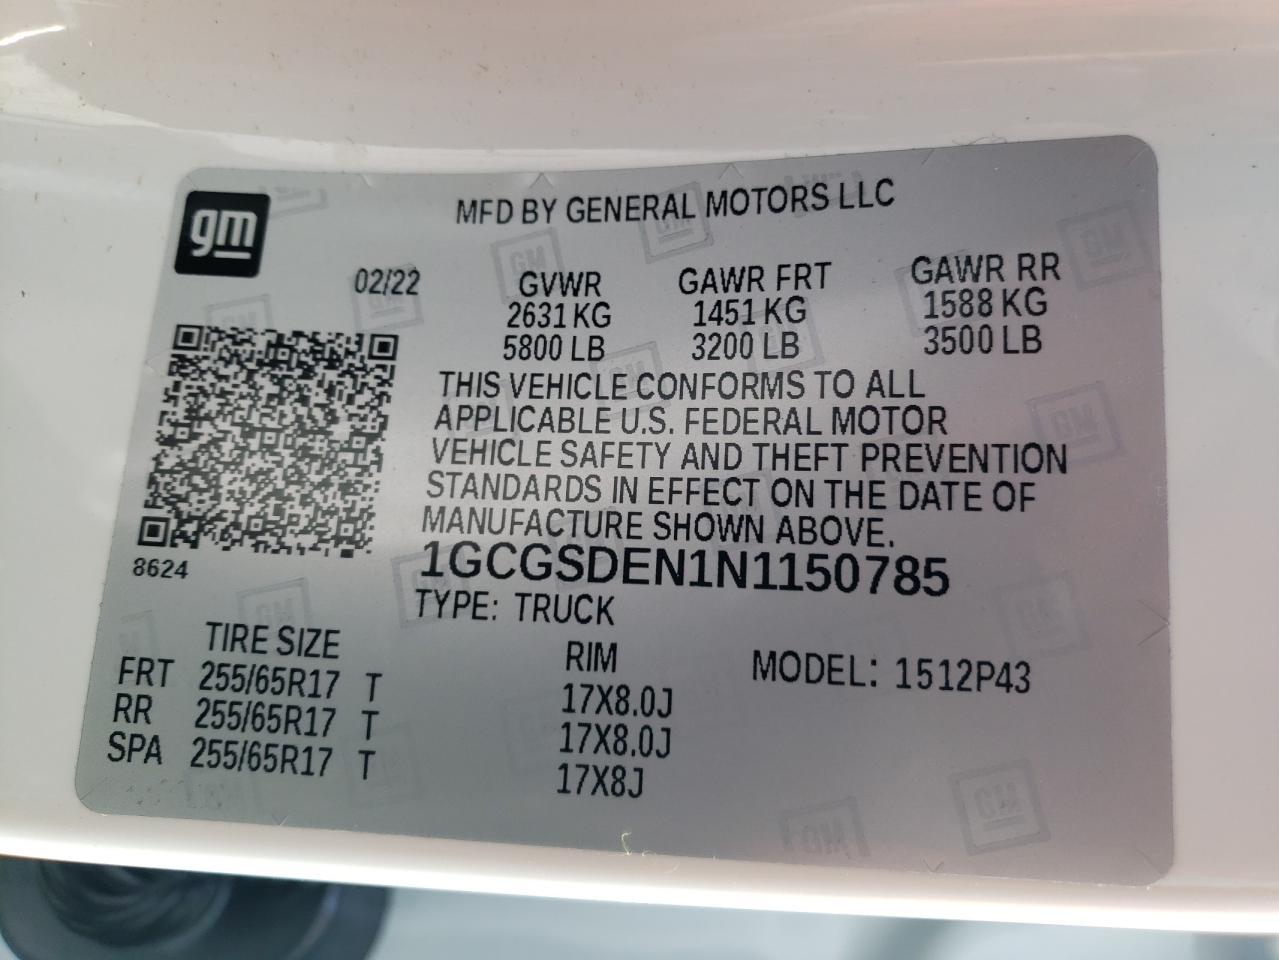 gm
MFD BY GENERAL MOTORS LLC
02/22 GVWR GAWR FRT GAWR RR
2631 KG 1451 KG 1588 KG
5800 LB 3200 LB 3500 LB
THIS VEHICLE CONFORMS TO ALL
APPLICABLE U.S. FEDERAL MOTOR
VEHICLE SAFETY AND THEFT PREVENTION
STANDARDS IN EFFECT ON THE DATE OF
MANUFACTURE SHOWN ABOVE.
8624
1GCGSDEN1N1150785
TYPE: TRUCK
TIRE SIZE RIM MODEL: 1512P43
FRT 255/65R17 T 17X8.0J
RR 255/65R17 T 17X8.0J
SPA 255/65R17 T 17X8J